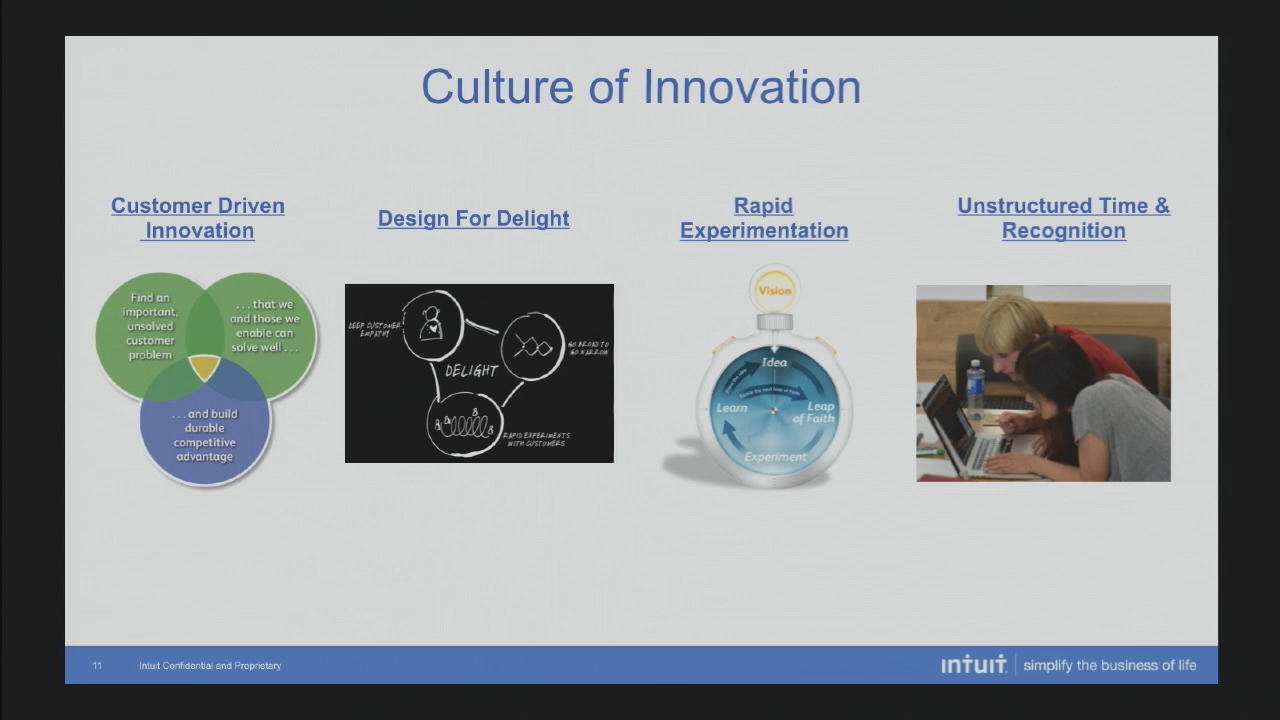 Culture of Innovation
Customer Driven
Innovation
Find an
important,
unsolved
customer
problem
. . . that we
and those we
enable can
solve well . . .
. . . and build
durable
competitive
advantage
Design For Delight
DEEP CUSTOMER
EMPATHY
GO BROAD TO
GO NARROW
DELIGHT
RAPID EXPERIMENTS
WITH CUSTOMERS
Rapid
Experimentation
Vision
Idea
Learn
Leap
of Faith
Experiment
Unstructured Time &
Recognition
11
Intuit Confidential and Proprietary
intuit
simplify the business of life